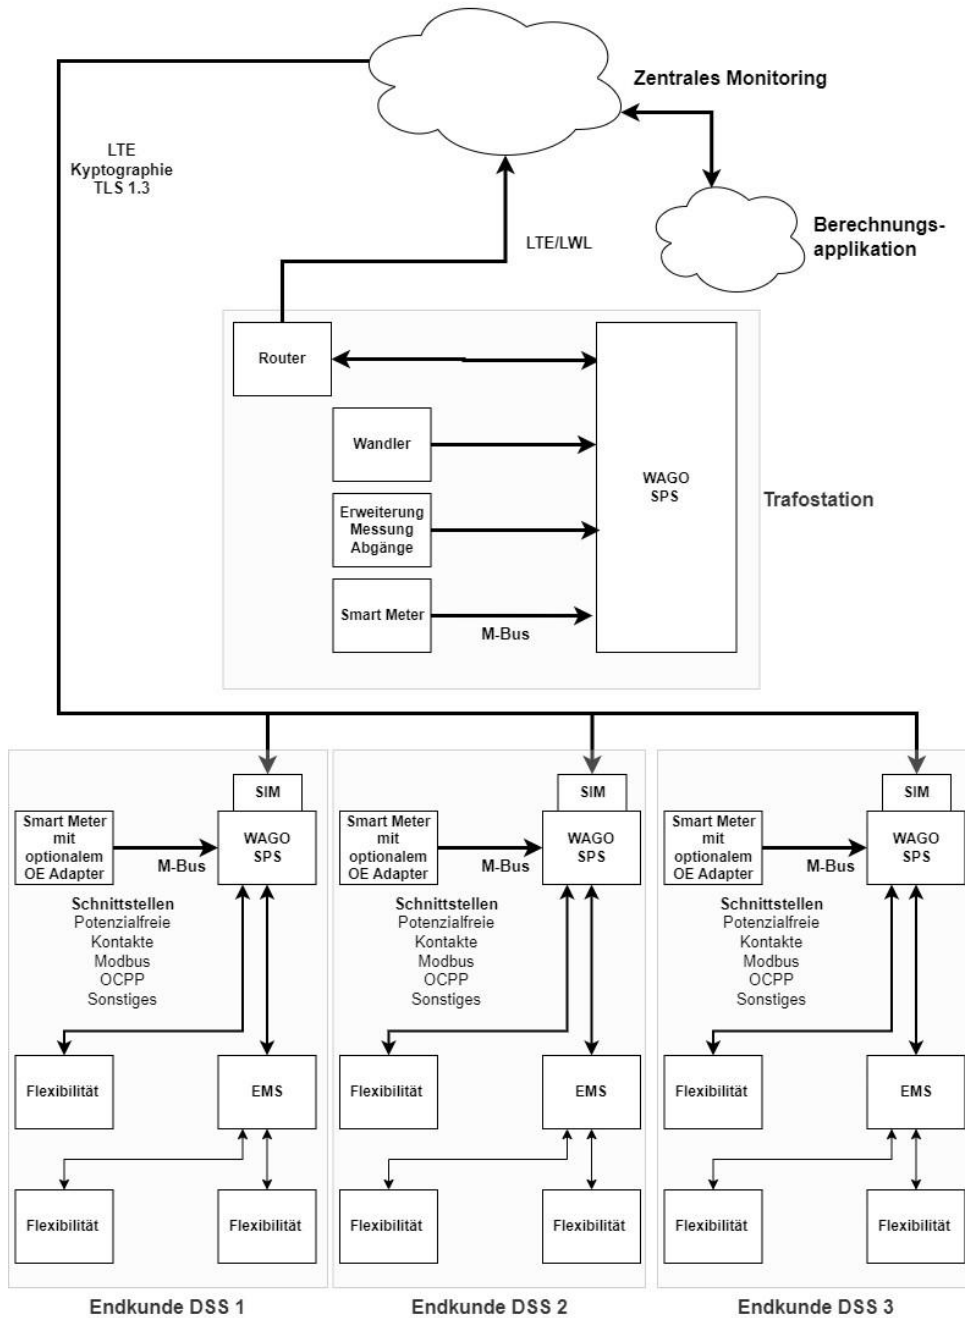 Zentrales Monitoring
LTE
Kyptographie
TLS 1.3
Berechnungs-
applikation
LTE/LWL
Router
Wandler
Erweiterung
Messung
Abgänge
Smart Meter
M-Bus
WAGO
SPS
Trafostation
SIM
Smart Meter
mit
optionalem
OE Adapter
M-Bus
WAGO
SPS
Schnittstellen
Potenzialfreie
Kontakte
Modbus
OCPP
Sonstiges
Flexibilität
EMS
Flexibilität
Flexibilität
Endkunde DSS 1
SIM
Smart Meter
mit
optionalem
OE Adapter
M-Bus
WAGO
SPS
Schnittstellen
Potenzialfreie
Kontakte
Modbus
OCPP
Sonstiges
Flexibilität
EMS
Flexibilität
Flexibilität
Endkunde DSS 2
SIM
Smart Meter
mit
optionalem
OE Adapter
M-Bus
WAGO
SPS
Schnittstellen
Potenzialfreie
Kontakte
Modbus
OCPP
Sonstiges
Flexibilität
EMS
Flexibilität
Flexibilität
Endkunde DSS 3